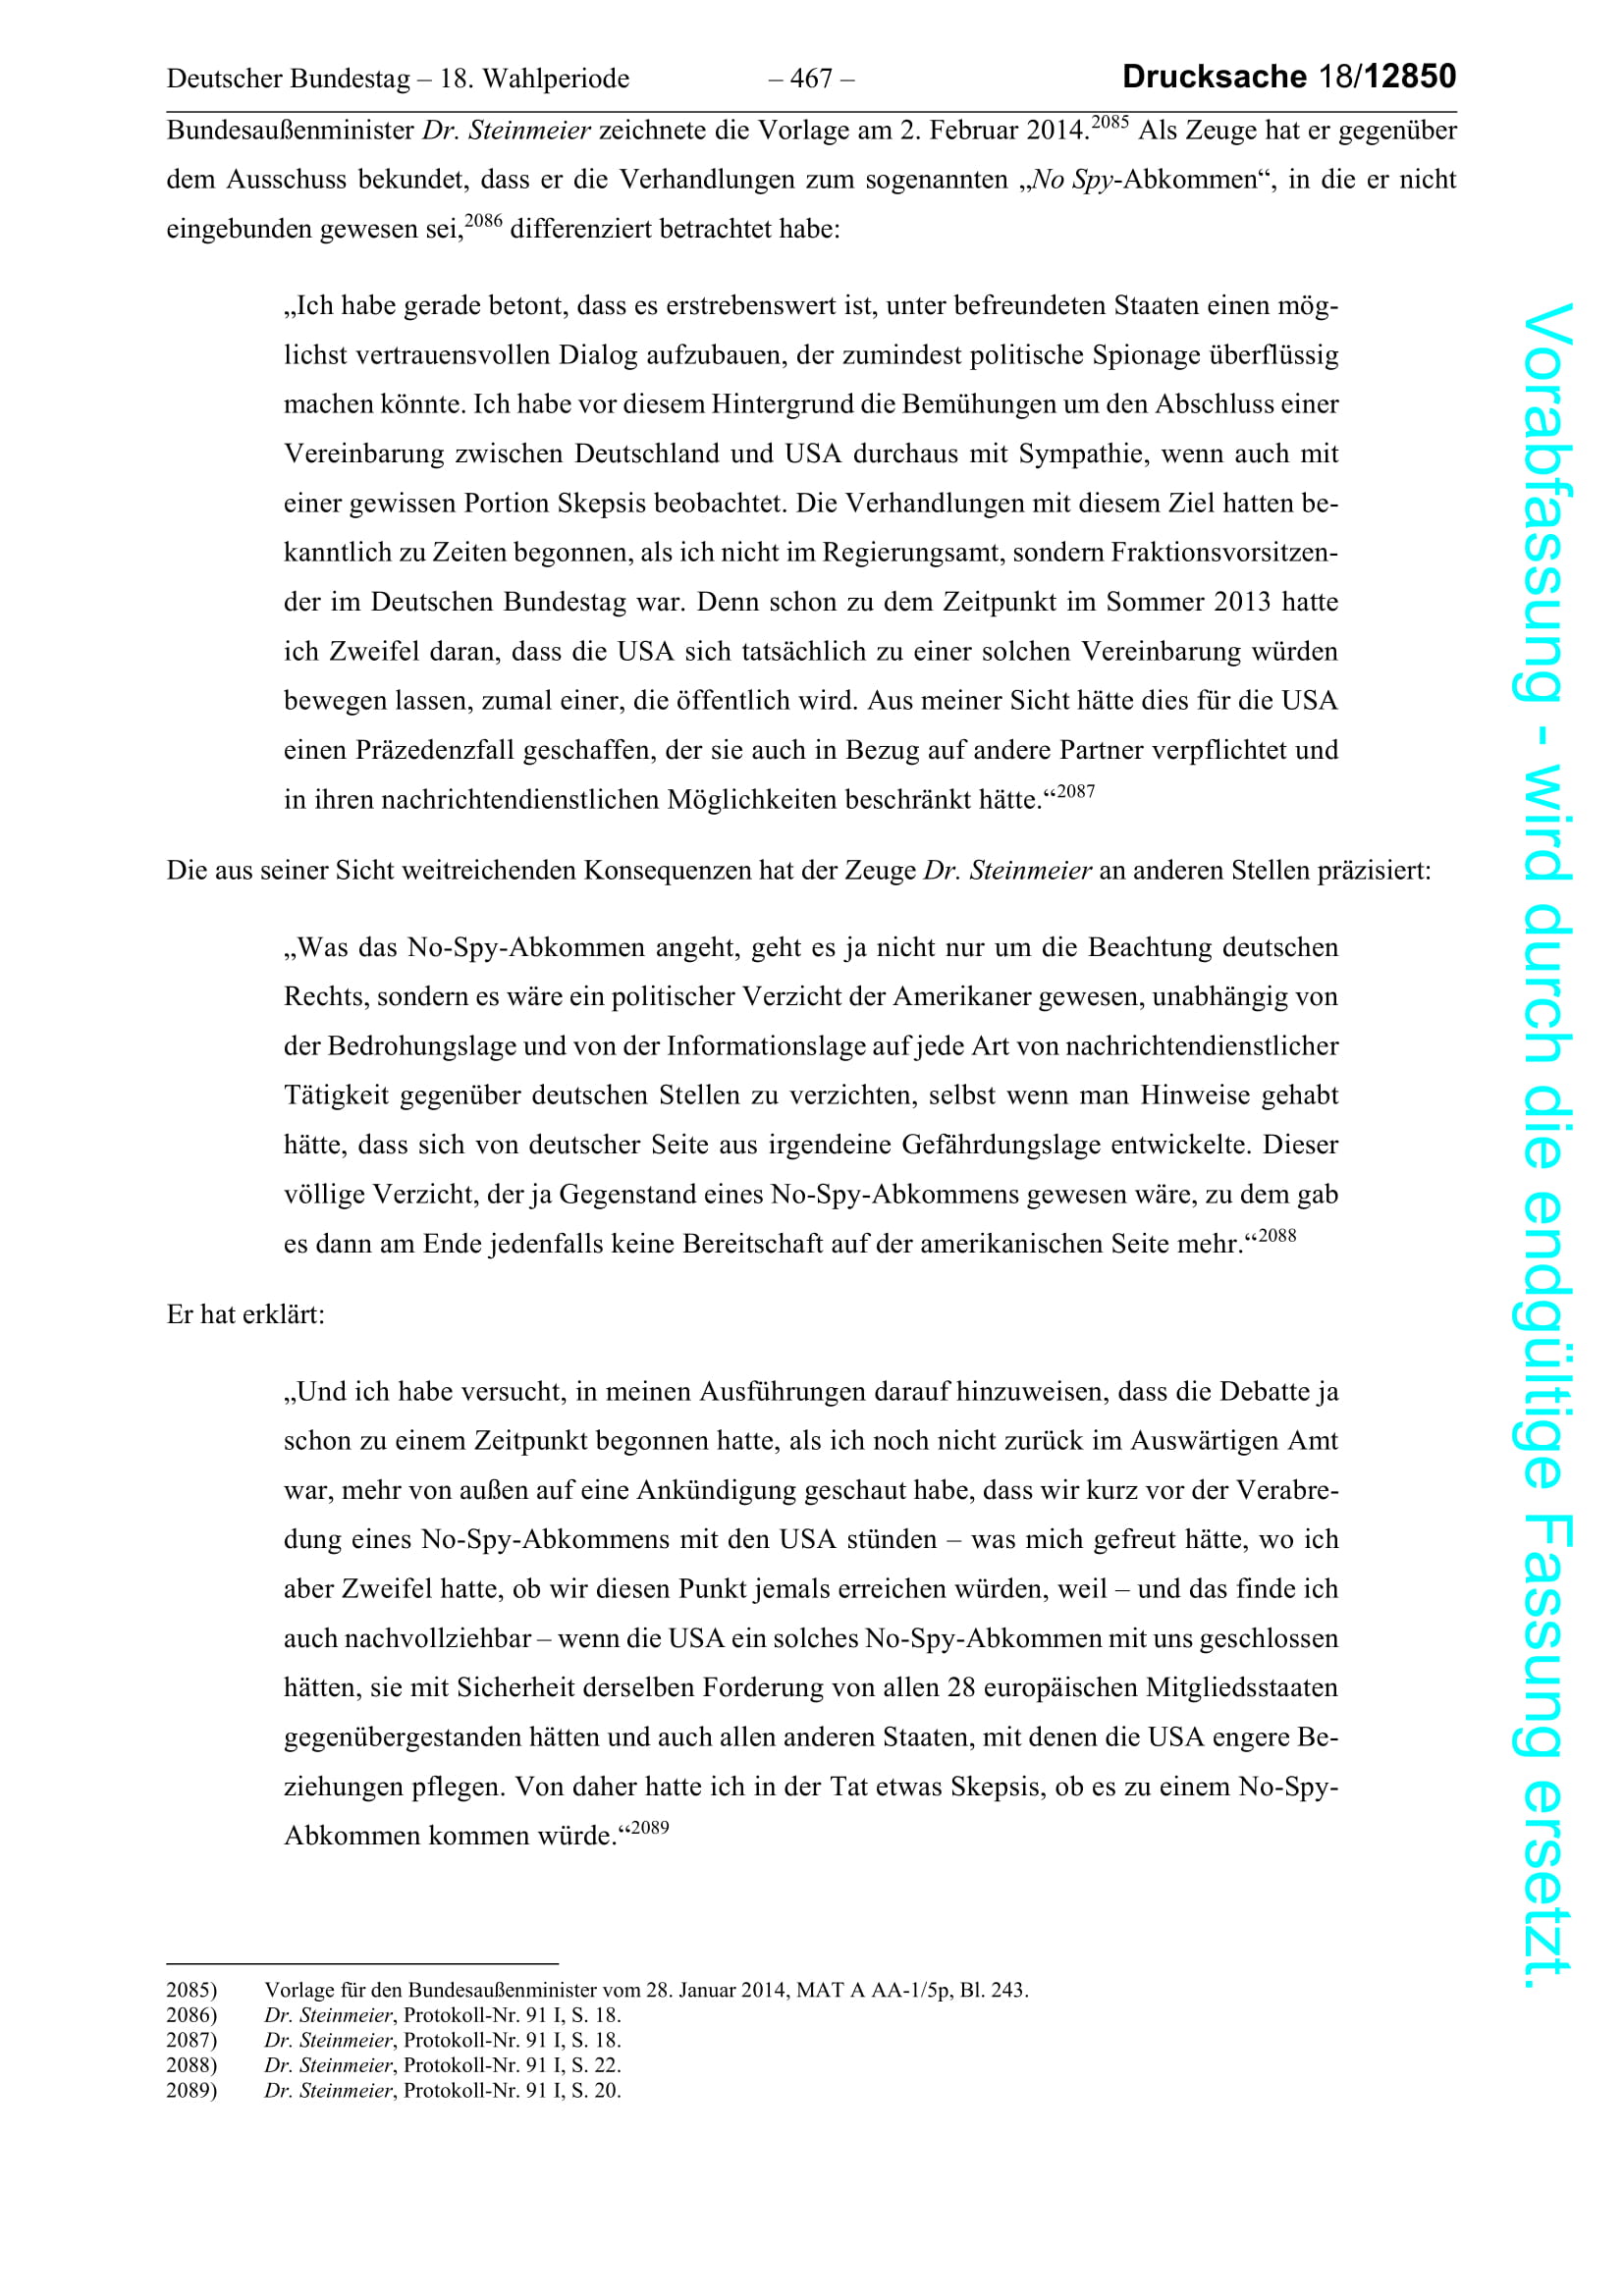 Deutscher Bundestag – 18. Wahlperiode – 467 – Drucksache 18/12850
Bundesaußenminister Dr. Steinmeier zeichnete die Vorlage am 2. Februar 2014.2085 Als Zeuge hat er gegenüber
dem Ausschuss bekundet, dass er die Verhandlungen zum sogenannten „No Spy-Abkommen“, in die er nicht
eingebunden gewesen sei,2086 differenziert betrachtet habe:
„Ich habe gerade betont, dass es erstrebenswert ist, unter befreundeten Staaten einen mög-
lichst vertrauensvollen Dialog aufzubauen, der zumindest politische Spionage überflüssig
machen könnte. Ich habe vor diesem Hintergrund die Bemühungen um den Abschluss einer
Vereinbarung zwischen Deutschland und USA durchaus mit Sympathie, wenn auch mit
einer gewissen Portion Skepsis beobachtet. Die Verhandlungen mit diesem Ziel hatten be-
kanntlich zu Zeiten begonnen, als ich nicht im Regierungsamt, sondern Fraktionsvorsitzen-
der im Deutschen Bundestag war. Denn schon zu dem Zeitpunkt im Sommer 2013 hatte
ich Zweifel daran, dass die USA sich tatsächlich zu einer solchen Vereinbarung würden
bewegen lassen, zumal einer, die öffentlich wird. Aus meiner Sicht hätte dies für die USA
einen Präzedenzfall geschaffen, der sie auch in Bezug auf andere Partner verpflichtet und
in ihren nachrichtendienstlichen Möglichkeiten beschränkt hätte.“2087
Die aus seiner Sicht weitreichenden Konsequenzen hat der Zeuge Dr. Steinmeier an anderen Stellen präzisiert:
„Was das No-Spy-Abkommen angeht, geht es ja nicht nur um die Beachtung deutschen
Rechts, sondern es wäre ein politischer Verzicht der Amerikaner gewesen, unabhängig von
der Bedrohungslage und von der Informationslage auf jede Art von nachrichtendienstlicher
Tätigkeit gegenüber deutschen Stellen zu verzichten, selbst wenn man Hinweise gehabt
hätte, dass sich von deutscher Seite aus irgendeine Gefährdungslage entwickelte. Dieser
völlige Verzicht, der ja Gegenstand eines No-Spy-Abkommens gewesen wäre, zu dem gab
es dann am Ende jedenfalls keine Bereitschaft auf der amerikanischen Seite mehr.“2088
Er hat erklärt:
„Und ich habe versucht, in meinen Ausführungen darauf hinzuweisen, dass die Debatte ja
schon zu einem Zeitpunkt begonnen hatte, als ich noch nicht zurück im Auswärtigen Amt
war, mehr von außen auf eine Ankündigung geschaut habe, dass wir kurz vor der Verabre-
dung eines No-Spy-Abkommens mit den USA stünden – was mich gefreut hätte, wo ich
aber Zweifel hatte, ob wir diesen Punkt jemals erreichen würden, weil – und das finde ich
auch nachvollziehbar – wenn die USA ein solches No-Spy-Abkommen mit uns geschlossen
hätten, sie mit Sicherheit derselben Forderung von allen 28 europäischen Mitgliedsstaaten
gegenübergestanden hätten und auch allen anderen Staaten, mit denen die USA engere Be-
ziehungen pflegen. Von daher hatte ich in der Tat etwas Skepsis, ob es zu einem No-Spy-
Abkommen kommen würde.“2089
2085) Vorlage für den Bundesaußenminister vom 28. Januar 2014, MAT A AA-1/5p, Bl. 243.
2086) Dr. Steinmeier, Protokoll-Nr. 91 I, S. 18.
2087) Dr. Steinmeier, Protokoll-Nr. 91 I, S. 18.
2088) Dr. Steinmeier, Protokoll-Nr. 91 I, S. 22.
2089) Dr. Steinmeier, Protokoll-Nr. 91 I, S. 20.
Vorabfassung - wird durch die endgültige Fassung ersetzt.